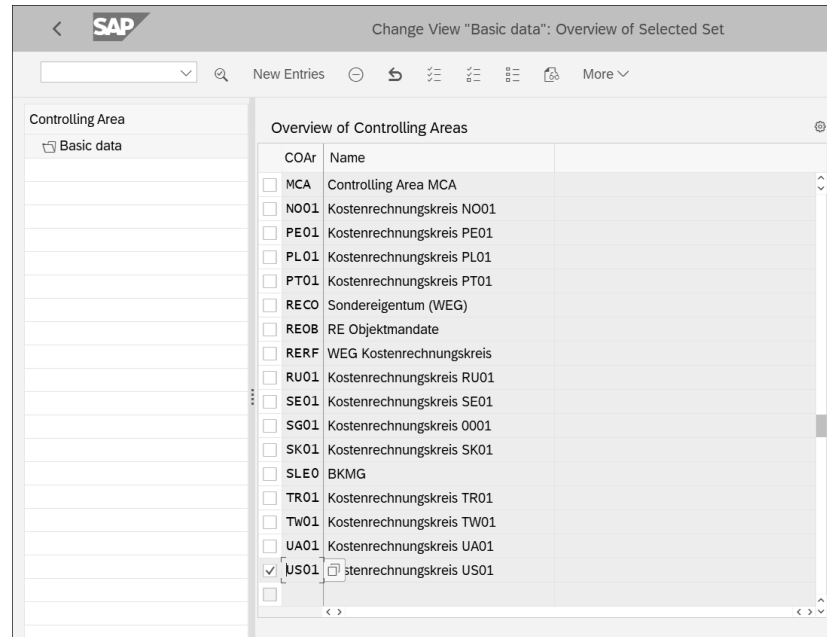 SAP
Change View "Basic data": Overview of Selected Set
New Entries
More
Controlling Area
Basic data
Overview of Controlling Areas
COAr Name
MCA Controlling Area MCA
NO01 Kostenrechnungskreis NO01
PE01 Kostenrechnungskreis PE01
PL01 Kostenrechnungskreis PL01
PT01 Kostenrechnungskreis PT01
RECO Sondereigentum (WEG)
REOB RE Objektmandate
RERF WEG Kostenrechnungskreis
RU01 Kostenrechnungskreis RU01
SE01 Kostenrechnungskreis SE01
SG01 Kostenrechnungskreis 0001
SK01 Kostenrechnungskreis SK01
SLE0 BKMG
TR01 Kostenrechnungskreis TR01
TW01 Kostenrechnungskreis TW01
UA01 Kostenrechnungskreis UA01
US01 stenrechnungskreis US01